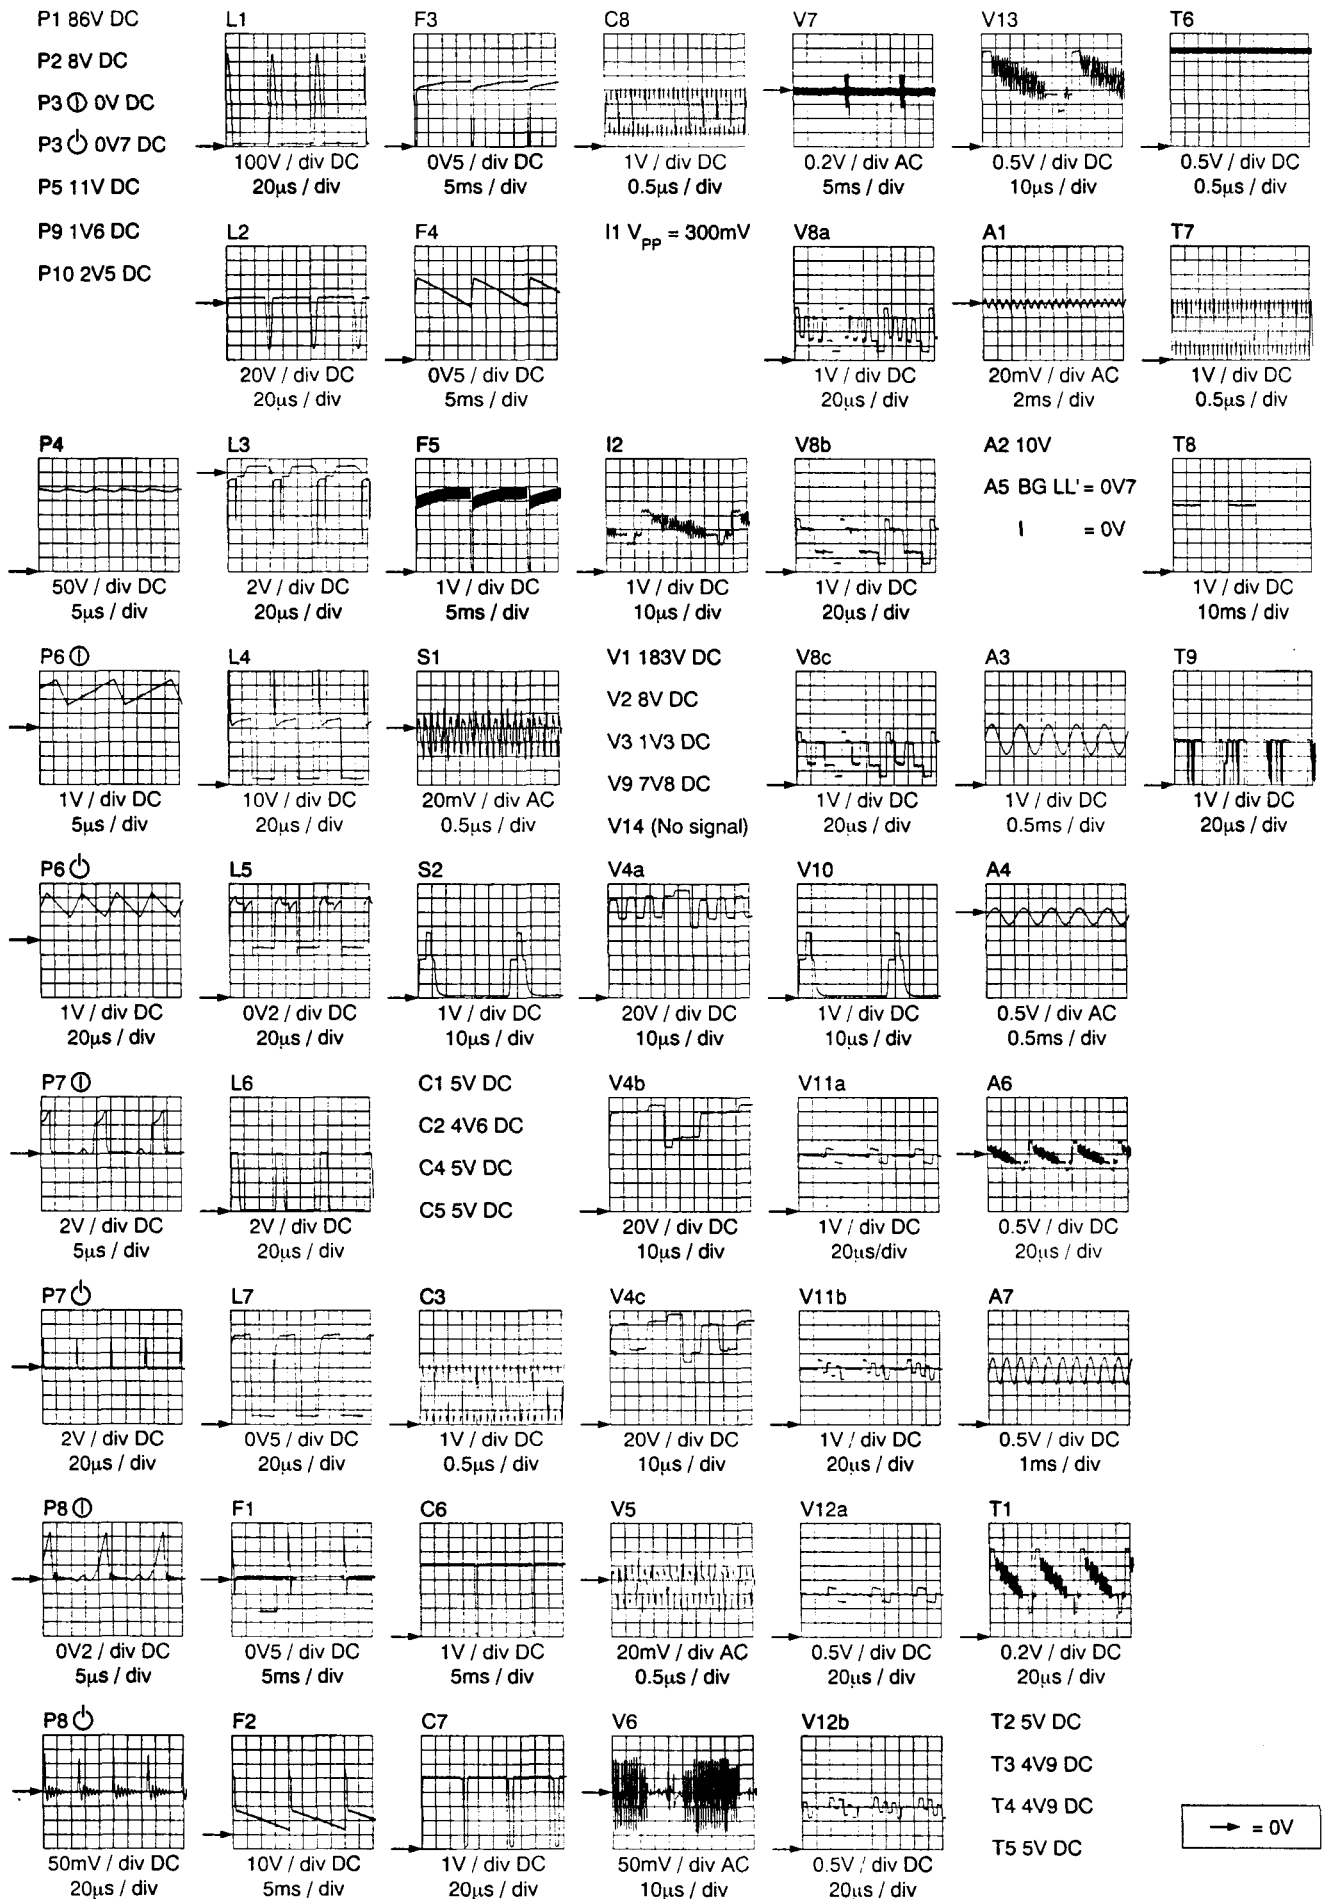 P1 86V DC
P2 8V DC
P3 ⏼ 0V DC
P3 ⏻ 0V7 DC
P5 11V DC
P9 1V6 DC
P10 2V5 DC
L1
100V / div DC
20µs / div
F3
0V5 / div DC
5ms / div
C8
1V / div DC
0.5µs / div
V7
0.2V / div AC
5ms / div
V13
0.5V / div DC
10µs / div
T6
0.5V / div DC
0.5µs / div
L2
20V / div DC
20µs / div
F4
0V5 / div DC
5ms / div
I1 VPP = 300mV
V8a
1V / div DC
20µs / div
A1
20mV / div AC
2ms / div
T7
1V / div DC
0.5µs / div
P4
50V / div DC
5µs / div
L3
2V / div DC
20µs / div
F5
1V / div DC
5ms / div
I2
1V / div DC
10µs / div
V8b
1V / div DC
20µs / div
A2 10V
A5 BG LL' = 0V7
I = 0V
T8
1V / div DC
10ms / div
P6 ⏼
1V / div DC
5µs / div
L4
10V / div DC
20µs / div
S1
20mV / div AC
0.5µs / div
V1 183V DC
V2 8V DC
V3 1V3 DC
V9 7V8 DC
V14 (No signal)
V8c
1V / div DC
20µs / div
A3
1V / div DC
0.5ms / div
T9
1V / div DC
20µs / div
P6 ⏻
1V / div DC
20µs / div
L5
0V2 / div DC
20µs / div
S2
1V / div DC
10µs / div
V4a
20V / div DC
10µs / div
V10
1V / div DC
10µs / div
A4
0.5V / div AC
0.5ms / div
P7 ⏼
2V / div DC
5µs / div
L6
2V / div DC
20µs / div
C1 5V DC
C2 4V6 DC
C4 5V DC
C5 5V DC
V4b
20V / div DC
10µs / div
V11a
1V / div DC
20µs/div
A6
0.5V / div DC
20µs / div
P7 ⏻
2V / div DC
20µs / div
L7
0V5 / div DC
20µs / div
C3
1V / div DC
0.5µs / div
V4c
20V / div DC
10µs / div
V11b
1V / div DC
20µs / div
A7
0.5V / div DC
1ms / div
P8 ⏼
0V2 / div DC
5µs / div
F1
0V5 / div DC
5ms / div
C6
1V / div DC
5ms / div
V5
20mV / div AC
0.5µs / div
V12a
0.5V / div DC
20µs / div
T1
0.2V / div DC
20µs / div
P8 ⏻
50mV / div DC
20µs / div
F2
10V / div DC
5ms / div
C7
1V / div DC
20µs / div
V6
50mV / div AC
10µs / div
V12b
0.5V / div DC
20µs / div
T2 5V DC
T3 4V9 DC
T4 4V9 DC
T5 5V DC
→ = 0V